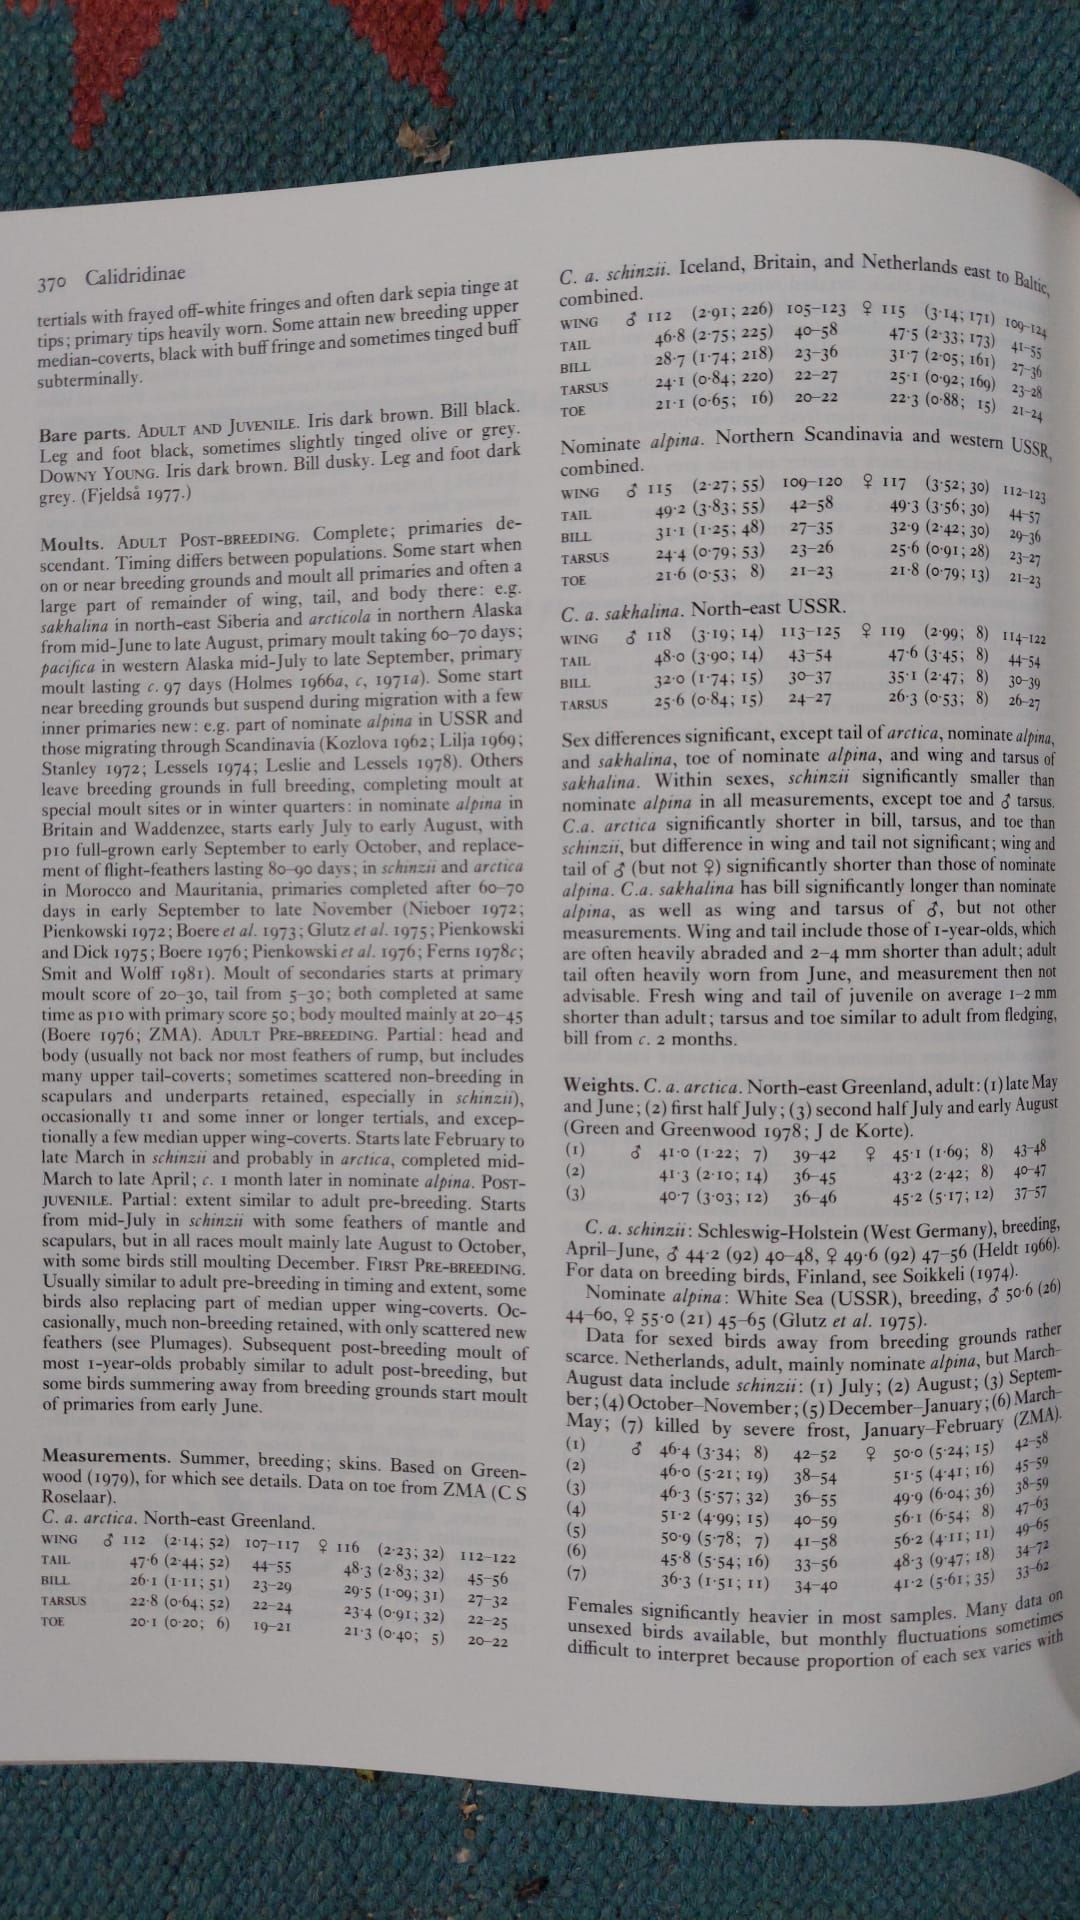 370 Calidridinae
tertials with frayed off-white fringes and often dark sepia tinge at
tips; primary tips heavily worn. Some attain new breeding upper
median-coverts, black with buff fringe and sometimes tinged buff
subterminally.
Bare parts. ADULT AND JUVENILE. Iris dark brown. Bill black.
Leg and foot black, sometimes slightly tinged olive or grey.
DOWNY YOUNG. Iris dark brown. Bill dusky. Leg and foot dark
grey. (Fjeldså 1977.)
Moults. ADULT POST-BREEDING. Complete; primaries de-
scendant. Timing differs between populations. Some start when
on or near breeding grounds and moult all primaries and often a
large part of remainder of wing, tail, and body there: e.g.
sakhalina in north-east Siberia and arcticola in northern Alaska
from mid-June to late August, primary moult taking 60–70 days;
pacifica in western Alaska mid-July to late September, primary
moult lasting c. 97 days (Holmes 1966a, c, 1971a). Some start
near breeding grounds but suspend during migration with a few
inner primaries new: e.g. part of nominate alpina in USSR and
those migrating through Scandinavia (Kozlova 1962; Lilja 1969;
Stanley 1972; Lessels 1974; Leslie and Lessels 1978). Others
leave breeding grounds in full breeding, completing moult at
special moult sites or in winter quarters: in nominate alpina in
Britain and Waddenzee, starts early July to early August, with
p10 full-grown early September to early October, and replace-
ment of flight-feathers lasting 80–90 days; in schinzii and arctica
in Morocco and Mauritania, primaries completed after 60–70
days in early September to late November (Nieboer 1972;
Pienkowski 1972; Boere et al. 1973; Glutz et al. 1975; Pienkowski
and Dick 1975; Boere 1976; Pienkowski et al. 1976; Ferns 1978c;
Smit and Wolff 1981). Moult of secondaries starts at primary
moult score of 20–30, tail from 5–30; both completed at same
time as p10 with primary score 50; body moulted mainly at 20–45
(Boere 1976; ZMA). ADULT PRE-BREEDING. Partial: head and
body (usually not back nor most feathers of rump, but includes
many upper tail-coverts; sometimes scattered non-breeding in
scapulars and underparts retained, especially in schinzii),
occasionally t1 and some inner or longer tertials, and excep-
tionally a few median upper wing-coverts. Starts late February to
late March in schinzii and probably in arctica, completed mid-
March to late April; c. 1 month later in nominate alpina. POST-
JUVENILE. Partial: extent similar to adult pre-breeding. Starts
from mid-July in schinzii with some feathers of mantle and
scapulars, but in all races moult mainly late August to October,
with some birds still moulting December. FIRST PRE-BREEDING.
Usually similar to adult pre-breeding in timing and extent, some
birds also replacing part of median upper wing-coverts. Oc-
casionally, much non-breeding retained, with only scattered new
feathers (see Plumages). Subsequent post-breeding moult of
most 1-year-olds probably similar to adult post-breeding, but
some birds summering away from breeding grounds start moult
of primaries from early June.
Measurements. Summer, breeding; skins. Based on Green-
wood (1979), for which see details. Data on toe from ZMA (C S
Roselaar).
C. a. arctica. North-east Greenland.
WING ♂ 112 (2·14; 52) 107–117 ♀ 116 (2·23; 32) 112–122
TAIL 47·6 (2·44; 52) 44–55 48·3 (2·83; 32) 45–56
BILL 26·1 (1·11; 51) 23–29 29·5 (1·09; 31) 27–32
TARSUS 22·8 (0·64; 52) 22–24 23·4 (0·91; 32) 22–25
TOE 20·1 (0·20; 6) 19–21 21·3 (0·40; 5) 20–22
C. a. schinzii. Iceland, Britain, and Netherlands east to Baltic,
combined.
WING ♂ 112 (2·91; 226) 105–123 ♀ 115 (3·14; 171) 109–124
TAIL 46·8 (2·75; 225) 40–58 47·5 (2·33; 173) 41–55
BILL 28·7 (1·74; 218) 23–36 31·7 (2·05; 161) 27–36
TARSUS 24·1 (0·84; 220) 22–27 25·1 (0·92; 169) 23–28
TOE 21·1 (0·65; 16) 20–22 22·3 (0·88; 15) 21–24
Nominate alpina. Northern Scandinavia and western USSR,
combined.
WING ♂ 115 (2·27; 55) 109–120 ♀ 117 (3·52; 30) 112–123
TAIL 49·2 (3·83; 55) 42–58 49·3 (3·56; 30) 44–57
BILL 31·1 (1·25; 48) 27–35 32·9 (2·42; 30) 29–36
TARSUS 24·4 (0·79; 53) 23–26 25·6 (0·91; 28) 23–27
TOE 21·6 (0·53; 8) 21–23 21·8 (0·79; 13) 21–23
C. a. sakhalina. North-east USSR.
WING ♂ 118 (3·19; 14) 113–125 ♀ 119 (2·99; 8) 114–122
TAIL 48·0 (3·90; 14) 43–54 47·6 (3·45; 8) 44–54
BILL 32·0 (1·74; 15) 30–37 35·1 (2·47; 8) 30–39
TARSUS 25·6 (0·84; 15) 24–27 26·3 (0·53; 8) 26–27
Sex differences significant, except tail of arctica, nominate alpina,
and sakhalina, toe of nominate alpina, and wing and tarsus of
sakhalina. Within sexes, schinzii significantly smaller than
nominate alpina in all measurements, except toe and ♂ tarsus.
C.a. arctica significantly shorter in bill, tarsus, and toe than
schinzii, but difference in wing and tail not significant; wing and
tail of ♂ (but not ♀) significantly shorter than those of nominate
alpina. C.a. sakhalina has bill significantly longer than nominate
alpina, as well as wing and tarsus of ♂, but not other
measurements. Wing and tail include those of 1-year-olds, which
are often heavily abraded and 2–4 mm shorter than adult; adult
tail often heavily worn from June, and measurement then not
advisable. Fresh wing and tail of juvenile on average 1–2 mm
shorter than adult; tarsus and toe similar to adult from fledging,
bill from c. 2 months.
Weights. C. a. arctica. North-east Greenland, adult: (1) late May
and June; (2) first half July; (3) second half July and early August
(Green and Greenwood 1978; J de Korte).
(1) ♂ 41·0 (1·22; 7) 39–42 ♀ 45·1 (1·69; 8) 43–48
(2) 41·3 (2·10; 14) 36–45 43·2 (2·42; 8) 40–47
(3) 40·7 (3·03; 12) 36–46 45·2 (5·17; 12) 37–57
C. a. schinzii: Schleswig-Holstein (West Germany), breeding,
April–June, ♂ 44·2 (92) 40–48, ♀ 49·6 (92) 47–56 (Heldt 1966).
For data on breeding birds, Finland, see Soikkeli (1974).
Nominate alpina: White Sea (USSR), breeding, ♂ 50·6 (26)
44–60, ♀ 55·0 (21) 45–65 (Glutz et al. 1975).
Data for sexed birds away from breeding grounds rather
scarce. Netherlands, adult, mainly nominate alpina, but March–
August data include schinzii: (1) July; (2) August; (3) Septem-
ber; (4) October–November; (5) December–January; (6) March–
May; (7) killed by severe frost, January–February (ZMA).
(1) ♂ 46·4 (3·34; 8) 42–52 ♀ 50·0 (5·24; 15) 42–58
(2) 46·0 (5·21; 19) 38–54 51·5 (4·41; 16) 45–59
(3) 46·3 (5·57; 32) 36–55 49·9 (6·04; 36) 38–59
(4) 51·2 (4·99; 15) 40–59 56·1 (6·54; 8) 47–63
(5) 50·9 (5·78; 7) 41–58 56·2 (4·11; 11) 49–65
(6) 45·8 (5·54; 16) 33–56 48·3 (9·47; 18) 34–72
(7) 36·3 (1·51; 11) 34–40 41·2 (5·61; 35) 33–62
Females significantly heavier in most samples. Many data on
unsexed birds available, but monthly fluctuations sometimes
difficult to interpret because proportion of each sex varies with